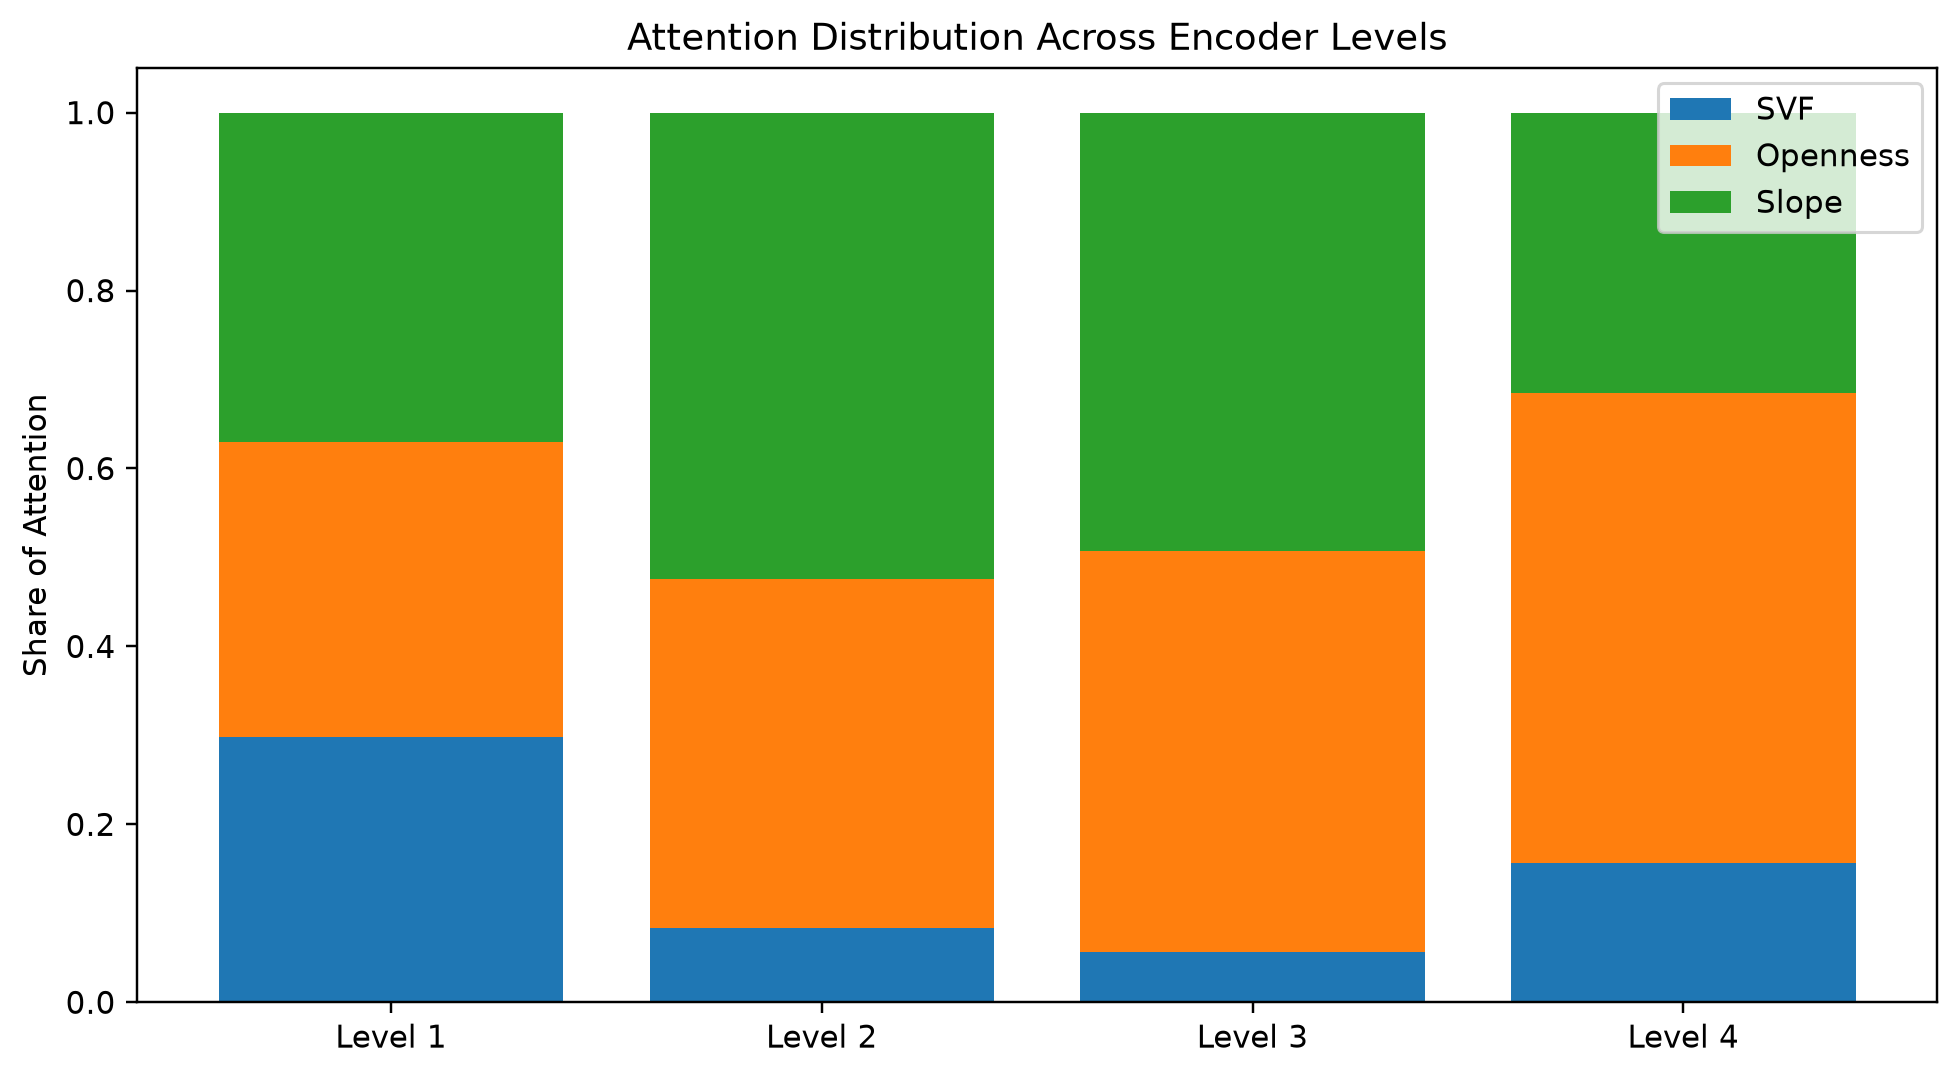 Attention Distribution Across Encoder Levels
SVF
Openness
Slope
Share of Attention
1.0
0.8
0.6
0.4
0.2
0.0
Level 1
Level 2
Level 3
Level 4